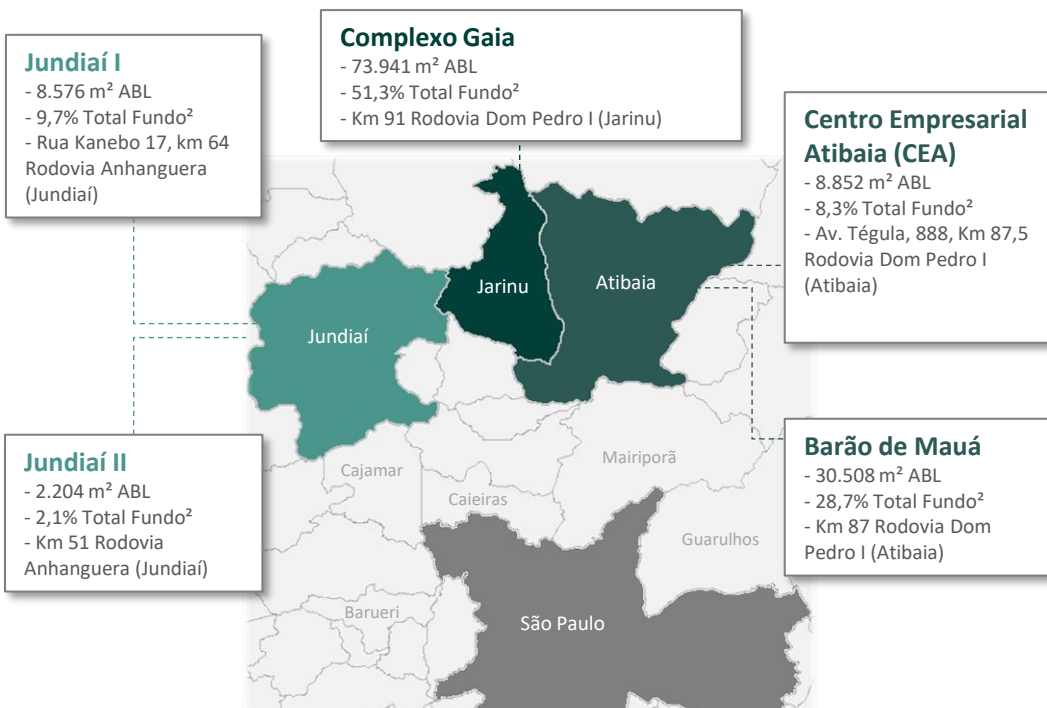 Jundiaí I
- 8.576 m² ABL
- 9,7% Total Fundo²
- Rua Kanebo 17, km 64
Rodovia Anhanguera
(Jundiaí)
Complexo Gaia
- 73.941 m² ABL
- 51,3% Total Fundo²
- Km 91 Rodovia Dom Pedro I (Jarinu)
Centro Empresarial
Atibaia (CEA)
- 8.852 m² ABL
- 8,3% Total Fundo²
- Av. Tégula, 888, Km 87,5
Rodovia Dom Pedro I
(Atibaia)
Jarinu
Atibaia
Jundiaí
Jundiaí II
- 2.204 m² ABL
- 2,1% Total Fundo²
- Km 51 Rodovia
Anhanguera (Jundiaí)
Barão de Mauá
- 30.508 m² ABL
- 28,7% Total Fundo²
- Km 87 Rodovia Dom
Pedro I (Atibaia)
Cajamar
Caieiras
Mairiporã
Guarulhos
Barueri
São Paulo